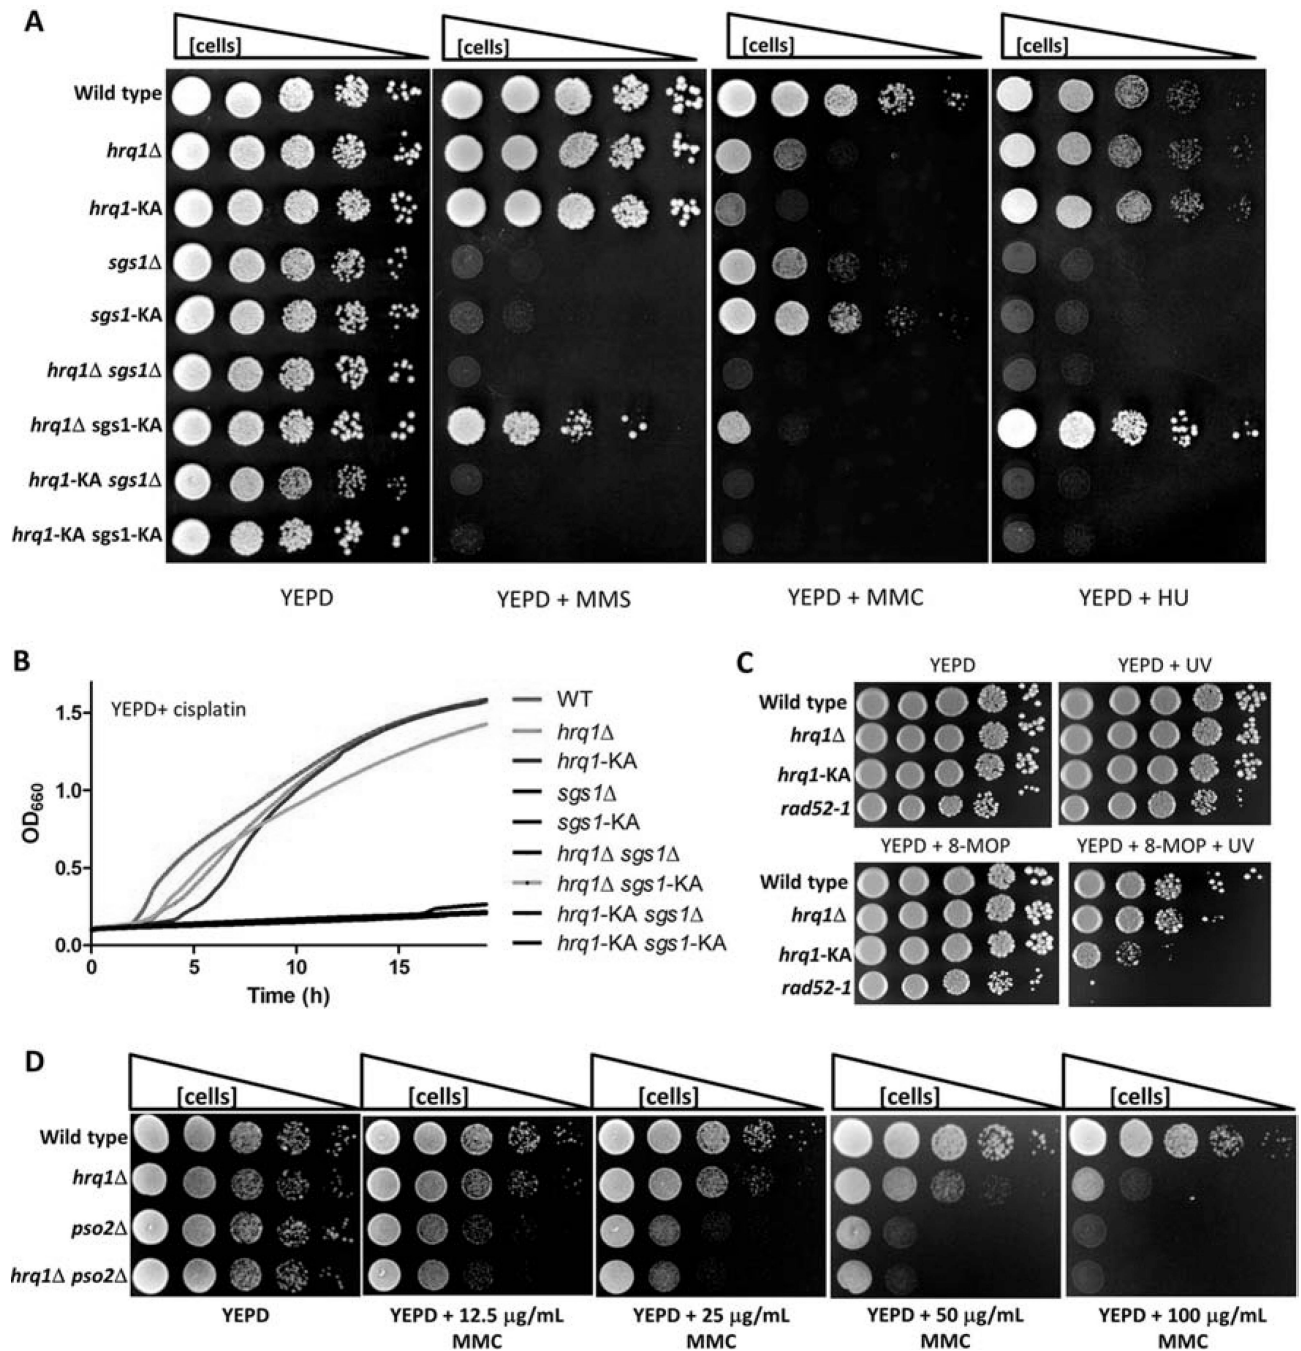 A
[cells]
[cells]
[cells]
[cells]
Wild type
hrq1Δ
hrq1-KA
sgs1Δ
sgs1-KA
hrq1Δ sgs1Δ
hrq1Δ sgs1-KA
hrq1-KA sgs1Δ
hrq1-KA sgs1-KA
YEPD
YEPD + MMS
YEPD + MMC
YEPD + HU
B
YEPD+ cisplatin
1.5
1.0
0.5
0.0
OD660
0
5
10
15
Time (h)
WT
hrq1Δ
hrq1-KA
sgs1Δ
sgs1-KA
hrq1Δ sgs1Δ
hrq1Δ sgs1-KA
hrq1-KA sgs1Δ
hrq1-KA sgs1-KA
C
YEPD
YEPD + UV
Wild type
hrq1Δ
hrq1-KA
rad52-1
YEPD + 8-MOP
YEPD + 8-MOP + UV
Wild type
hrq1Δ
hrq1-KA
rad52-1
D
[cells]
[cells]
[cells]
[cells]
[cells]
Wild type
hrq1Δ
pso2Δ
hrq1Δ pso2Δ
YEPD
YEPD + 12.5 μg/mL
MMC
YEPD + 25 μg/mL
MMC
YEPD + 50 μg/mL
MMC
YEPD + 100 μg/mL
MMC